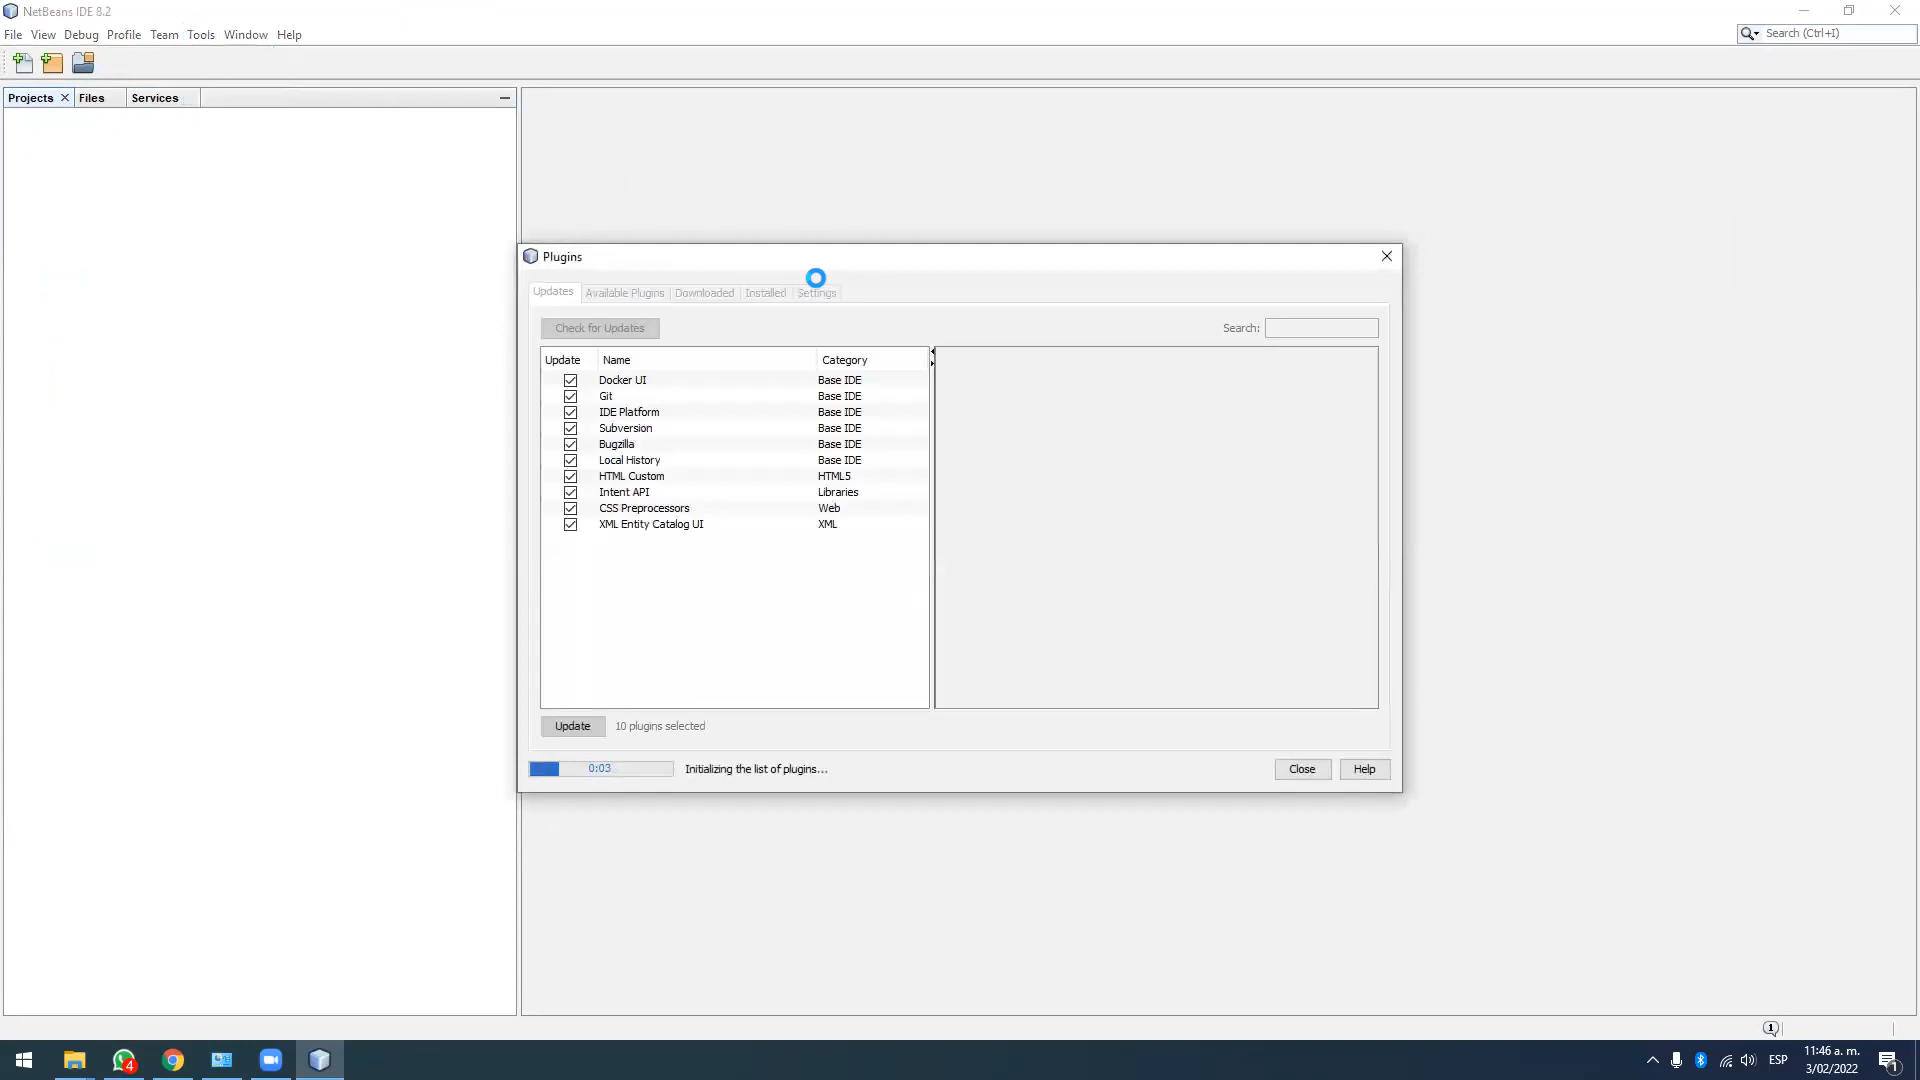 NetBeans IDE 8.2
File View Debug Profile Team Tools Window Help
Search (Ctrl+I)
Projects Files Services
Plugins
Updates Available Plugins Downloaded Installed Settings
Check for Updates
Search:
Update Name Category
Docker UI Base IDE
Git Base IDE
IDE Platform Base IDE
Subversion Base IDE
Bugzilla Base IDE
Local History Base IDE
HTML Custom HTML5
Intent API Libraries
CSS Preprocessors Web
XML Entity Catalog UI XML
Update 10 plugins selected
0:03 Initializing the list of plugins...
Close Help
1
4
ESP
11:46 a. m.
3/02/2022
1